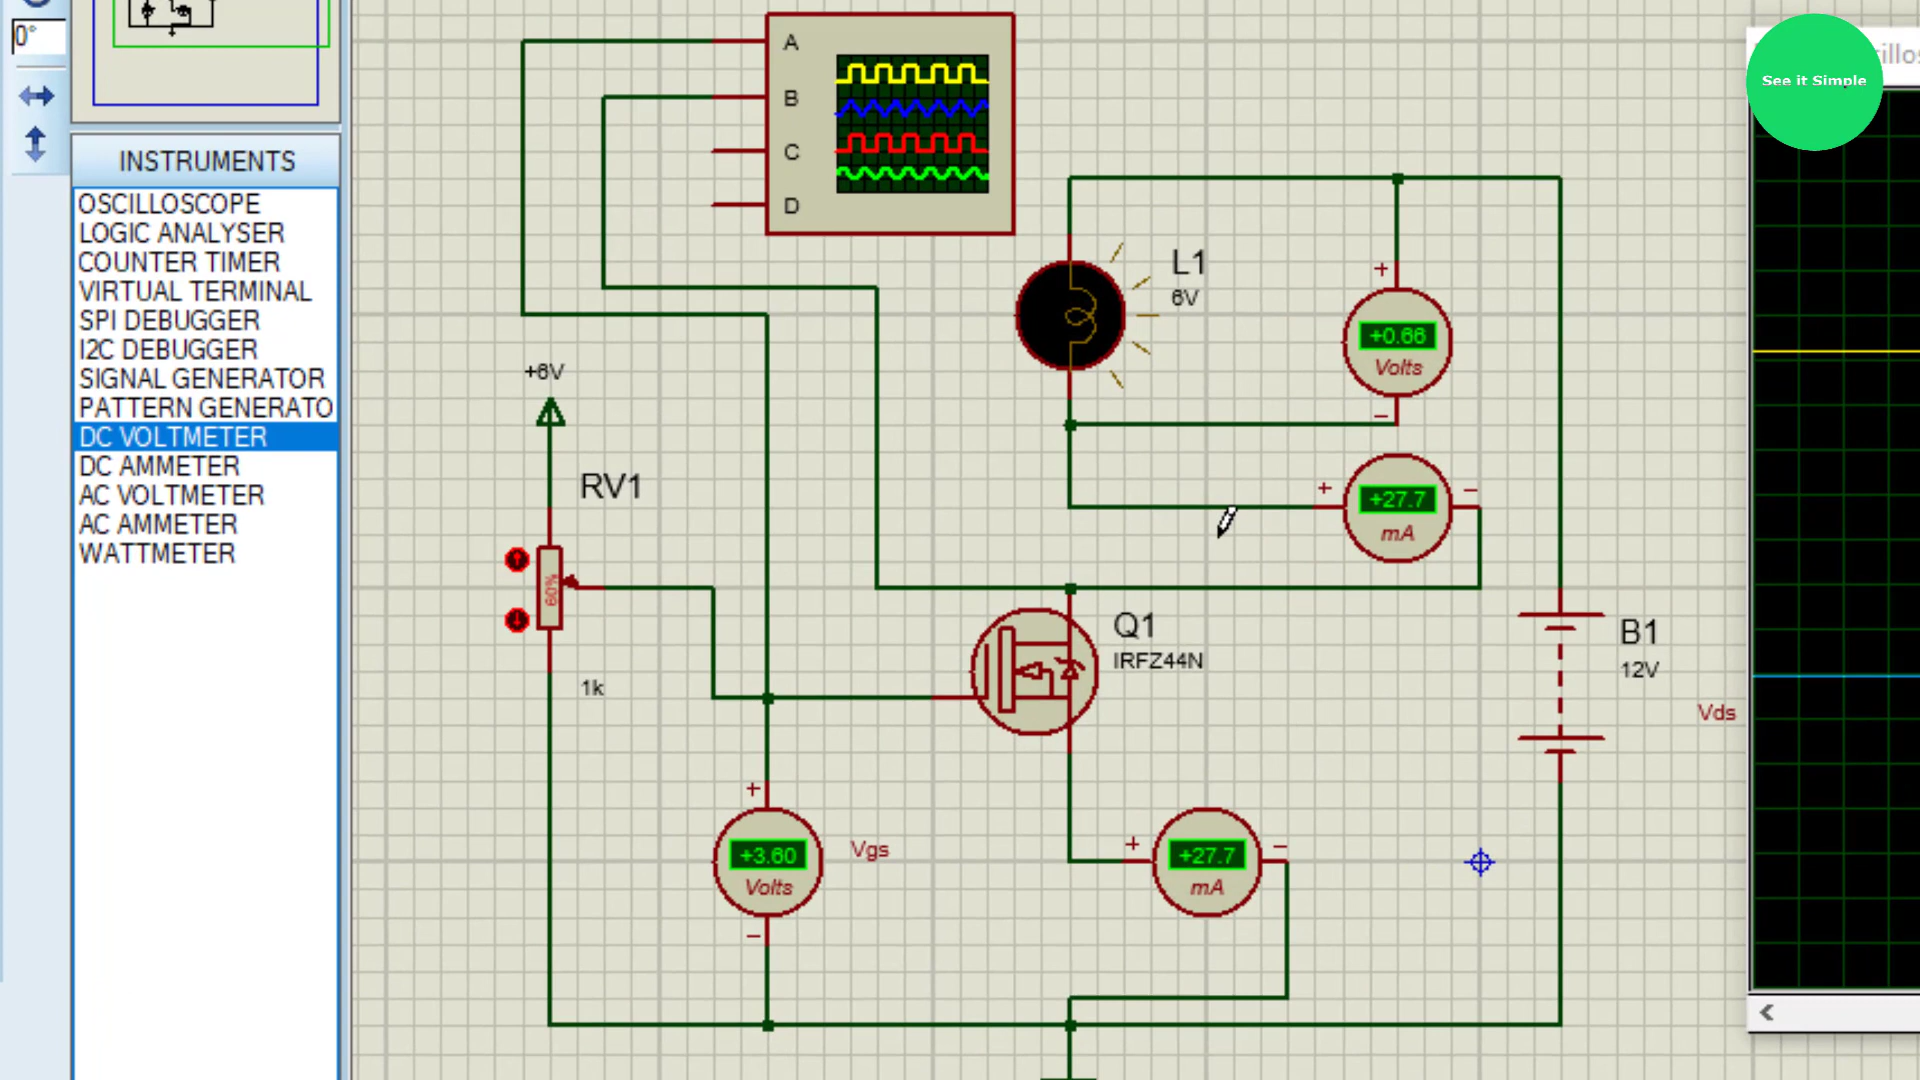 0°
INSTRUMENTS
OSCILLOSCOPE
LOGIC ANALYSER
COUNTER TIMER
VIRTUAL TERMINAL
SPI DEBUGGER
I2C DEBUGGER
SIGNAL GENERATOR
PATTERN GENERATO
DC VOLTMETER
DC AMMETER
AC VOLTMETER
AC AMMETER
WATTMETER
A
B
C
D
See it Simple
illos
L1
6V
+
+0.66
Volts
−
+6V
RV1
60%
1k
+
+27.7
mA
−
Q1
IRFZ44N
B1
12V
Vds
+
+3.60
Volts
−
Vgs
+
+27.7
mA
−